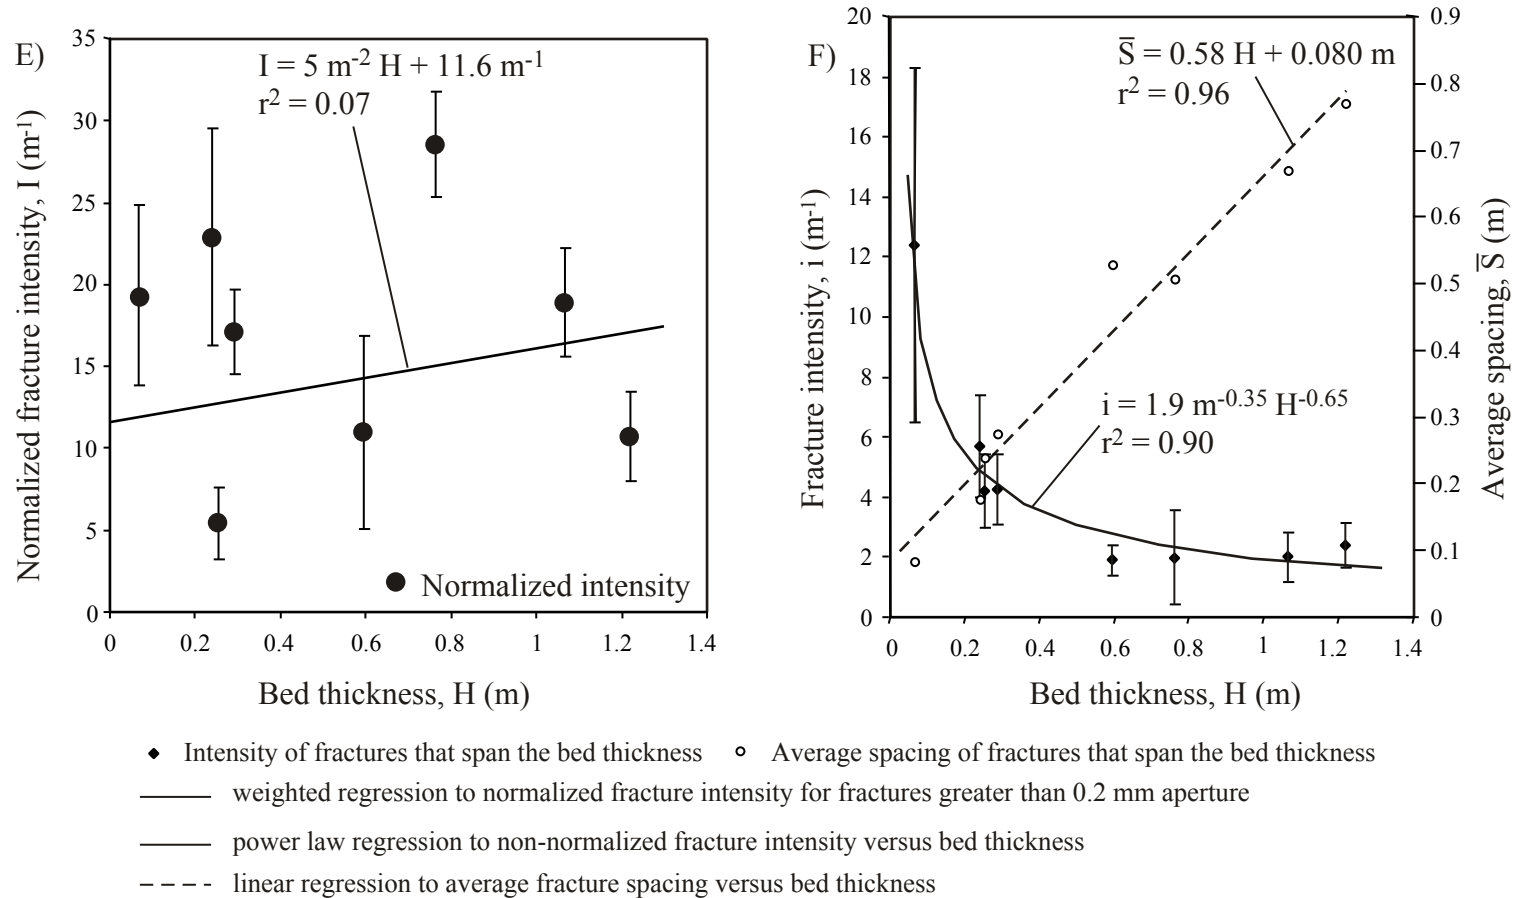 E)
35
30
25
20
15
10
5
0
Normalized fracture intensity, I (m⁻¹)
I = 5 m⁻² H + 11.6 m⁻¹
r² = 0.07
Normalized intensity
0 0.2 0.4 0.6 0.8 1 1.2 1.4
Bed thickness, H (m)
F)
20
18
16
14
12
10
8
6
4
2
0
Fracture intensity, i (m⁻¹)
S̅ = 0.58 H + 0.080 m
r² = 0.96
i = 1.9 m⁻⁰·³⁵ H⁻⁰·⁶⁵
r² = 0.90
0.9
0.8
0.7
0.6
0.5
0.4
0.3
0.2
0.1
0
Average spacing, S̅ (m)
0 0.2 0.4 0.6 0.8 1 1.2 1.4
Bed thickness, H (m)
Intensity of fractures that span the bed thickness
Average spacing of fractures that span the bed thickness
weighted regression to normalized fracture intensity for fractures greater than 0.2 mm aperture
power law regression to non-normalized fracture intensity versus bed thickness
linear regression to average fracture spacing versus bed thickness